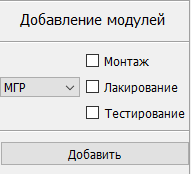 Добавление модулей
Монтаж
МГР
Лакирование
Тестирование
Добавить